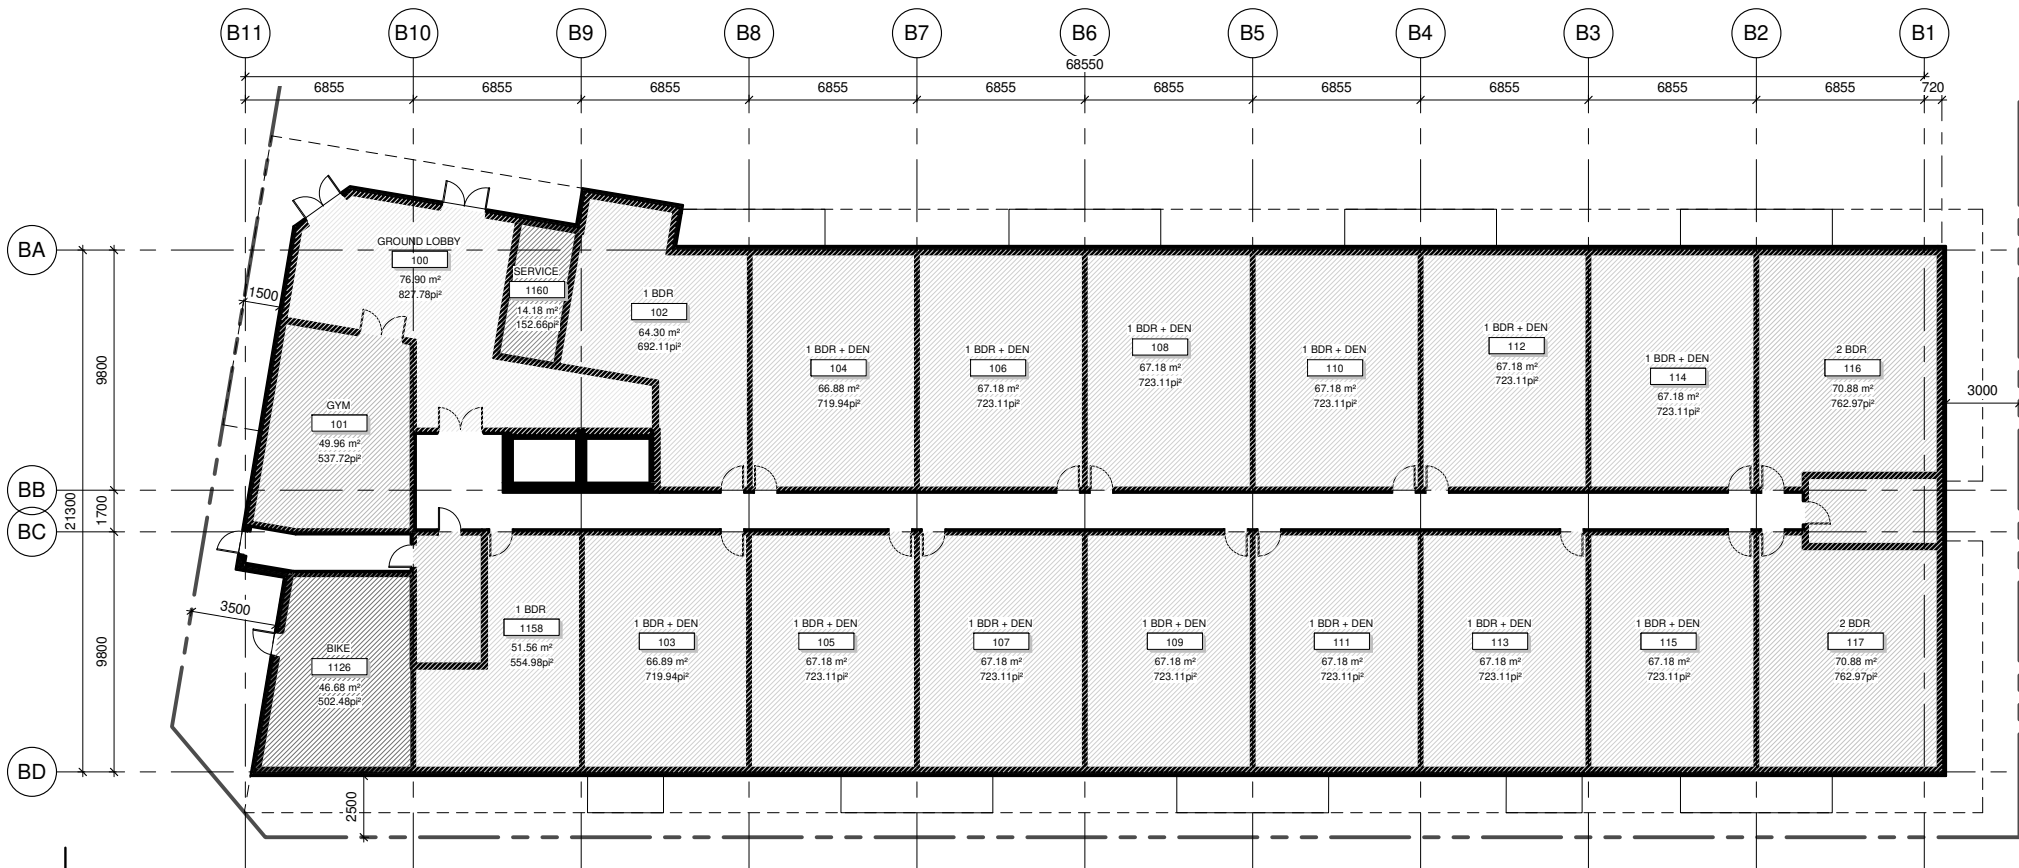 B11 B10 B9 B8 B7 B6 B5 B4 B3 B2 B1
68550
6855 6855 6855 6855 6855 6855 6855 6855 6855 6855 720
BA
BB
BC
BD
9800
1700
9800
21300
1500
3500
2500
3000
GROUND LOBBY
100
76.90 m²
827.78pi²
SERVICE
1160
14.18 m²
152.66pi²
1 BDR
102
64.30 m²
692.11pi²
1 BDR + DEN
104
66.88 m²
719.94pi²
1 BDR + DEN
106
67.18 m²
723.11pi²
1 BDR + DEN
108
67.18 m²
723.11pi²
1 BDR + DEN
110
67.18 m²
723.11pi²
1 BDR + DEN
112
67.18 m²
723.11pi²
1 BDR + DEN
114
67.18 m²
723.11pi²
2 BDR
116
70.88 m²
762.97pi²
GYM
101
49.96 m²
537.72pi²
BIKE
1126
46.68 m²
502.48pi²
1 BDR
1158
51.56 m²
554.98pi²
1 BDR + DEN
103
66.89 m²
719.94pi²
1 BDR + DEN
105
67.18 m²
723.11pi²
1 BDR + DEN
107
67.18 m²
723.11pi²
1 BDR + DEN
109
67.18 m²
723.11pi²
1 BDR + DEN
111
67.18 m²
723.11pi²
1 BDR + DEN
113
67.18 m²
723.11pi²
1 BDR + DEN
115
67.18 m²
723.11pi²
2 BDR
117
70.88 m²
762.97pi²